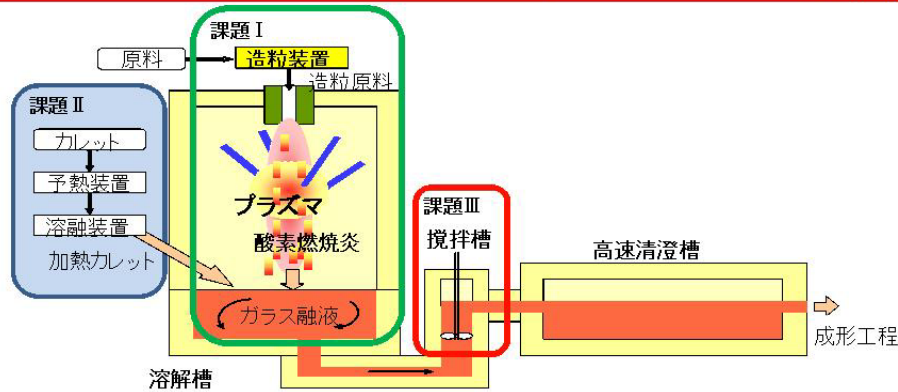 課題Ⅰ
原料
造粒装置
造粒原料
課題Ⅱ
カレット
予熱装置
溶融装置
加熱カレット
プラズマ
酸素燃焼炎
ガラス融液
溶解槽
課題Ⅲ
撹拌槽
高速清澄槽
成形工程